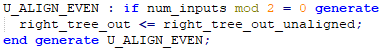 U_ALIGN_EVEN : if num_inputs mod 2 = 0 generate
  right_tree_out <= right_tree_out_unaligned;
end generate U_ALIGN_EVEN;